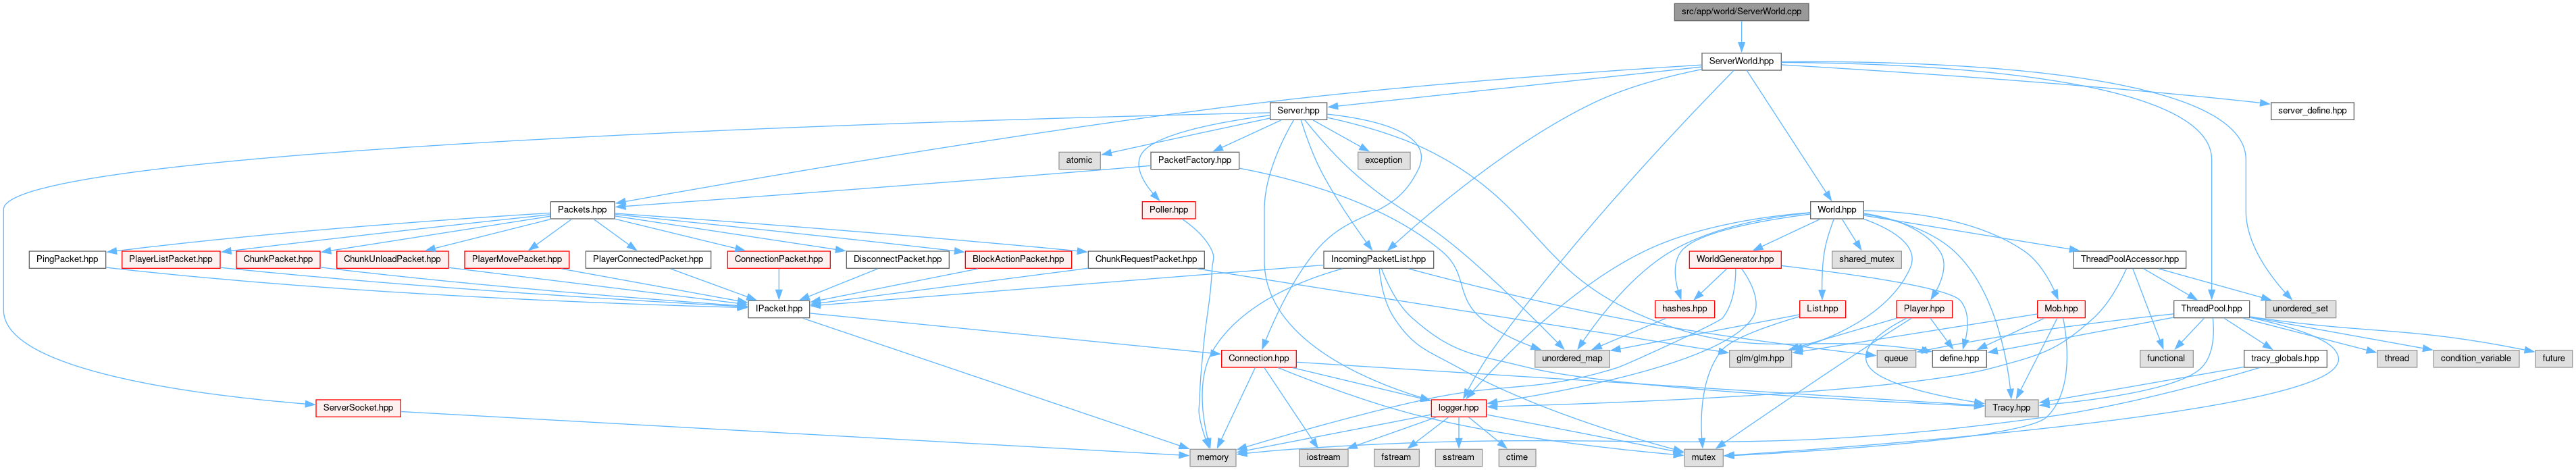 src/app/world/ServerWorld.cpp
ServerWorld.hpp
Server.hpp
server_define.hpp
atomic
PacketFactory.hpp
exception
Packets.hpp
Poller.hpp
World.hpp
PingPacket.hpp
PlayerListPacket.hpp
ChunkPacket.hpp
ChunkUnloadPacket.hpp
PlayerMovePacket.hpp
PlayerConnectedPacket.hpp
ConnectionPacket.hpp
DisconnectPacket.hpp
BlockActionPacket.hpp
ChunkRequestPacket.hpp
IncomingPacketList.hpp
WorldGenerator.hpp
shared_mutex
ThreadPoolAccessor.hpp
IPacket.hpp
hashes.hpp
List.hpp
Player.hpp
Mob.hpp
ThreadPool.hpp
unordered_set
Connection.hpp
unordered_map
glm/glm.hpp
queue
define.hpp
functional
tracy_globals.hpp
thread
condition_variable
future
ServerSocket.hpp
logger.hpp
Tracy.hpp
memory
iostream
fstream
sstream
ctime
mutex